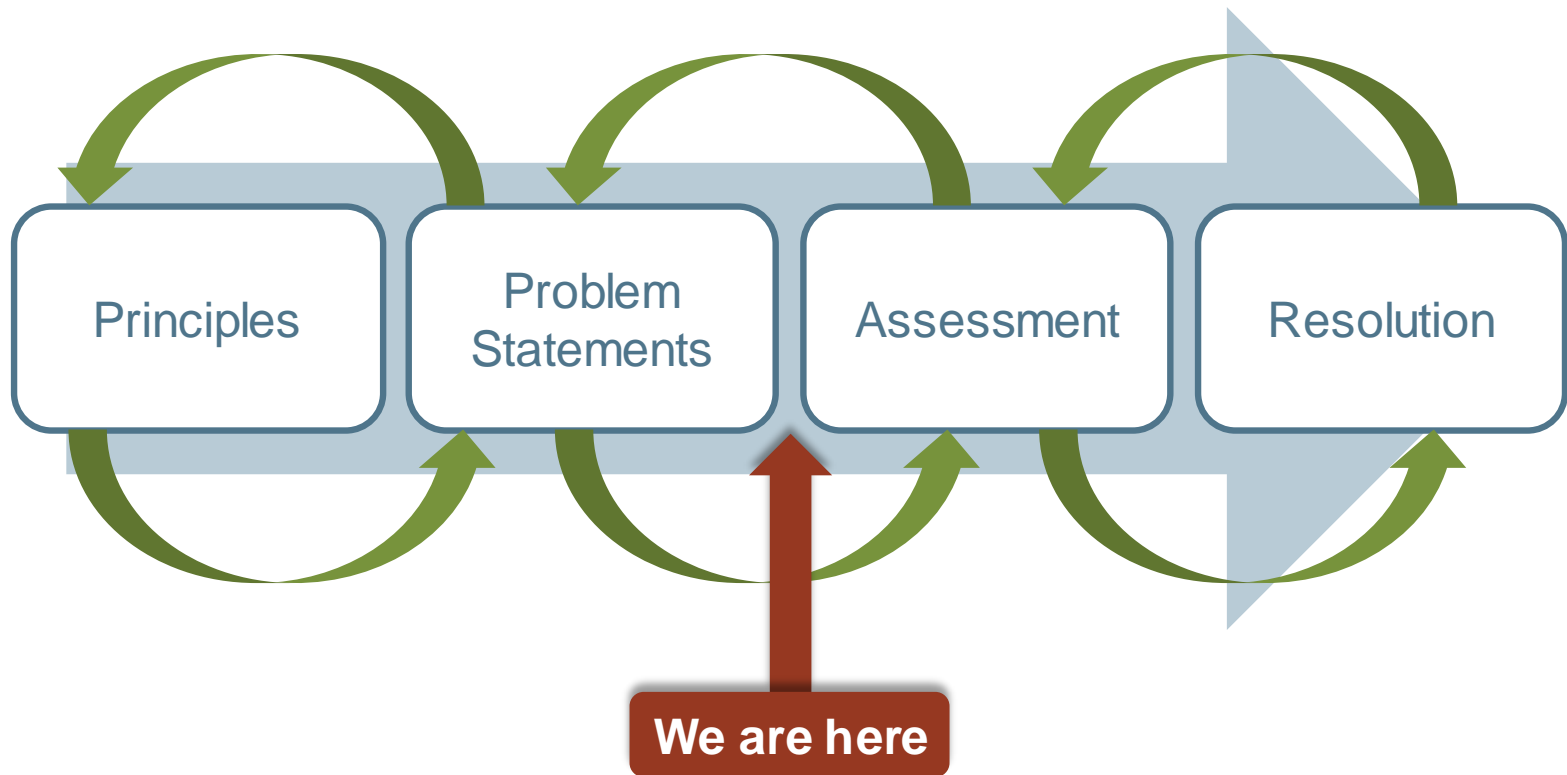 Principles
Problem
Statements
Assessment
Resolution
We are here